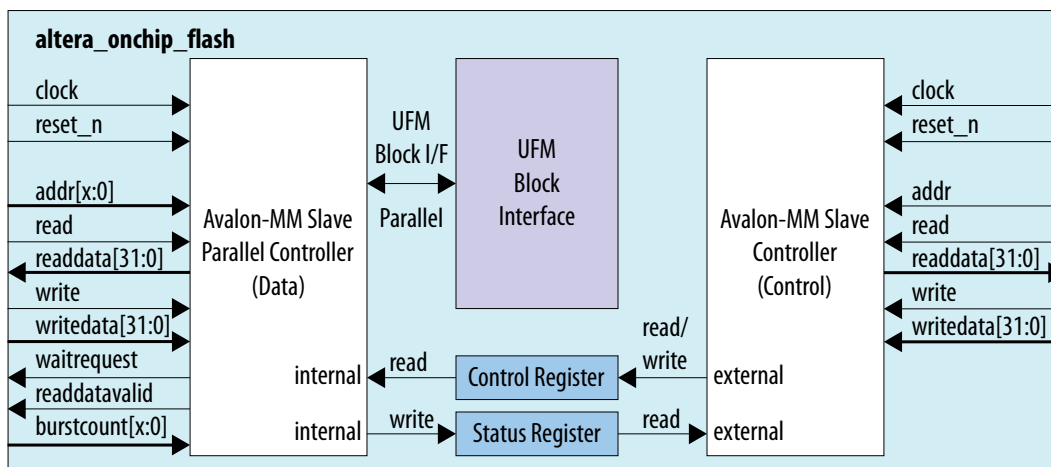 altera_onchip_flash
clock
reset_n
addr[x:0]
read
readdata[31:0]
write
writedata[31:0]
waitrequest
readdatavalid
burstcount[x:0]
Avalon-MM Slave
Parallel Controller
(Data)
internal
internal
UFM
Block I/F
Parallel
read
write
UFM
Block
Interface
Control Register
Status Register
read/
write
read
Avalon-MM Slave
Controller
(Control)
external
external
clock
reset_n
addr
read
readdata[31:0]
write
writedata[31:0]